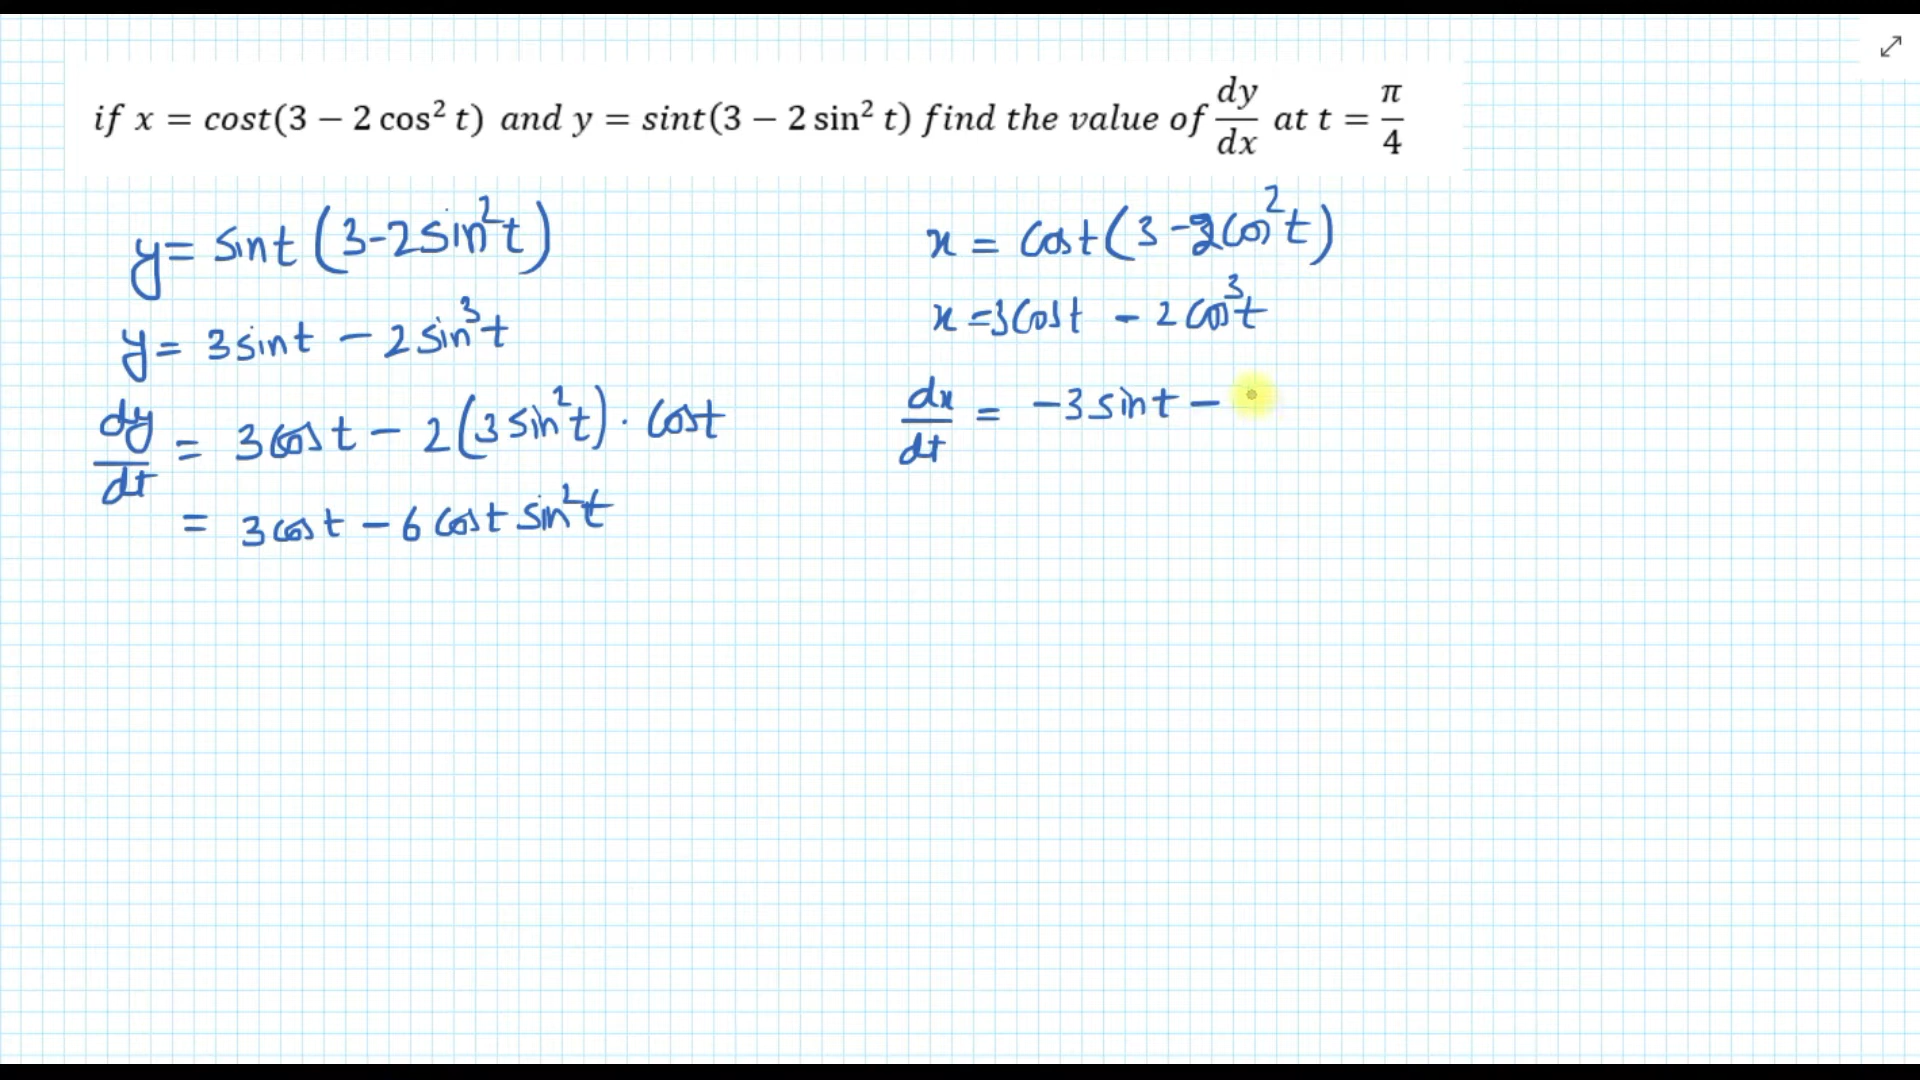 if x = cost(3 − 2 cos² t) and y = sint(3 − 2 sin² t) find the value of dy/dx at t = π/4
y = sint (3-2sin²t)
y = 3sint − 2sin³t
dy/dt = 3cost − 2(3sin²t) · cost
= 3cost − 6cost sin²t
x = cost(3-2cos²t)
x = 3cost − 2cos³t
dx/dt = −3sint −